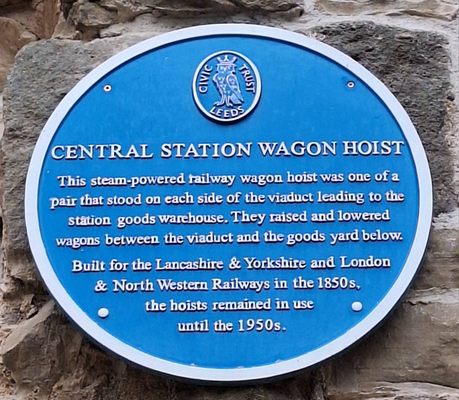 CIVIC TRUST
LEEDS
CENTRAL STATION WAGON HOIST
This steam-powered railway wagon hoist was one of a
pair that stood on each side of the viaduct leading to the
station goods warehouse. They raised and lowered
wagons between the viaduct and the goods yard below.
Built for the Lancashire & Yorkshire and London
& North Western Railways in the 1850s,
the hoists remained in use
until the 1950s.